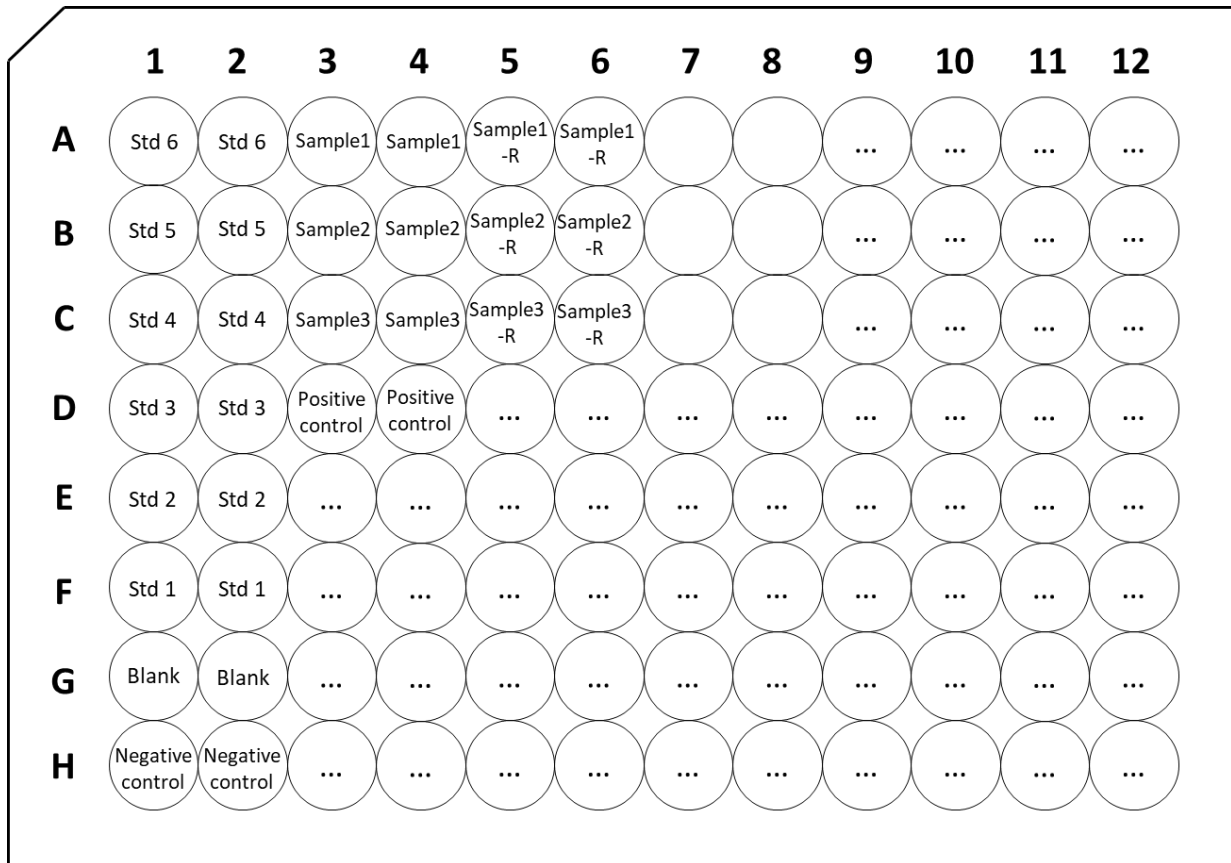 1 2 3 4 5 6 7 8 9 10 11 12
A Std 6 Std 6 Sample1 Sample1 Sample1 -R Sample1 -R ... ... ... ...
B Std 5 Std 5 Sample2 Sample2 Sample2 -R Sample2 -R ... ... ... ...
C Std 4 Std 4 Sample3 Sample3 Sample3 -R Sample3 -R ... ... ... ...
D Std 3 Std 3 Positive control Positive control ... ... ... ... ... ... ... ...
E Std 2 Std 2 ... ... ... ... ... ... ... ... ... ...
F Std 1 Std 1 ... ... ... ... ... ... ... ... ... ...
G Blank Blank ... ... ... ... ... ... ... ... ... ...
H Negative control Negative control ... ... ... ... ... ... ... ... ... ...